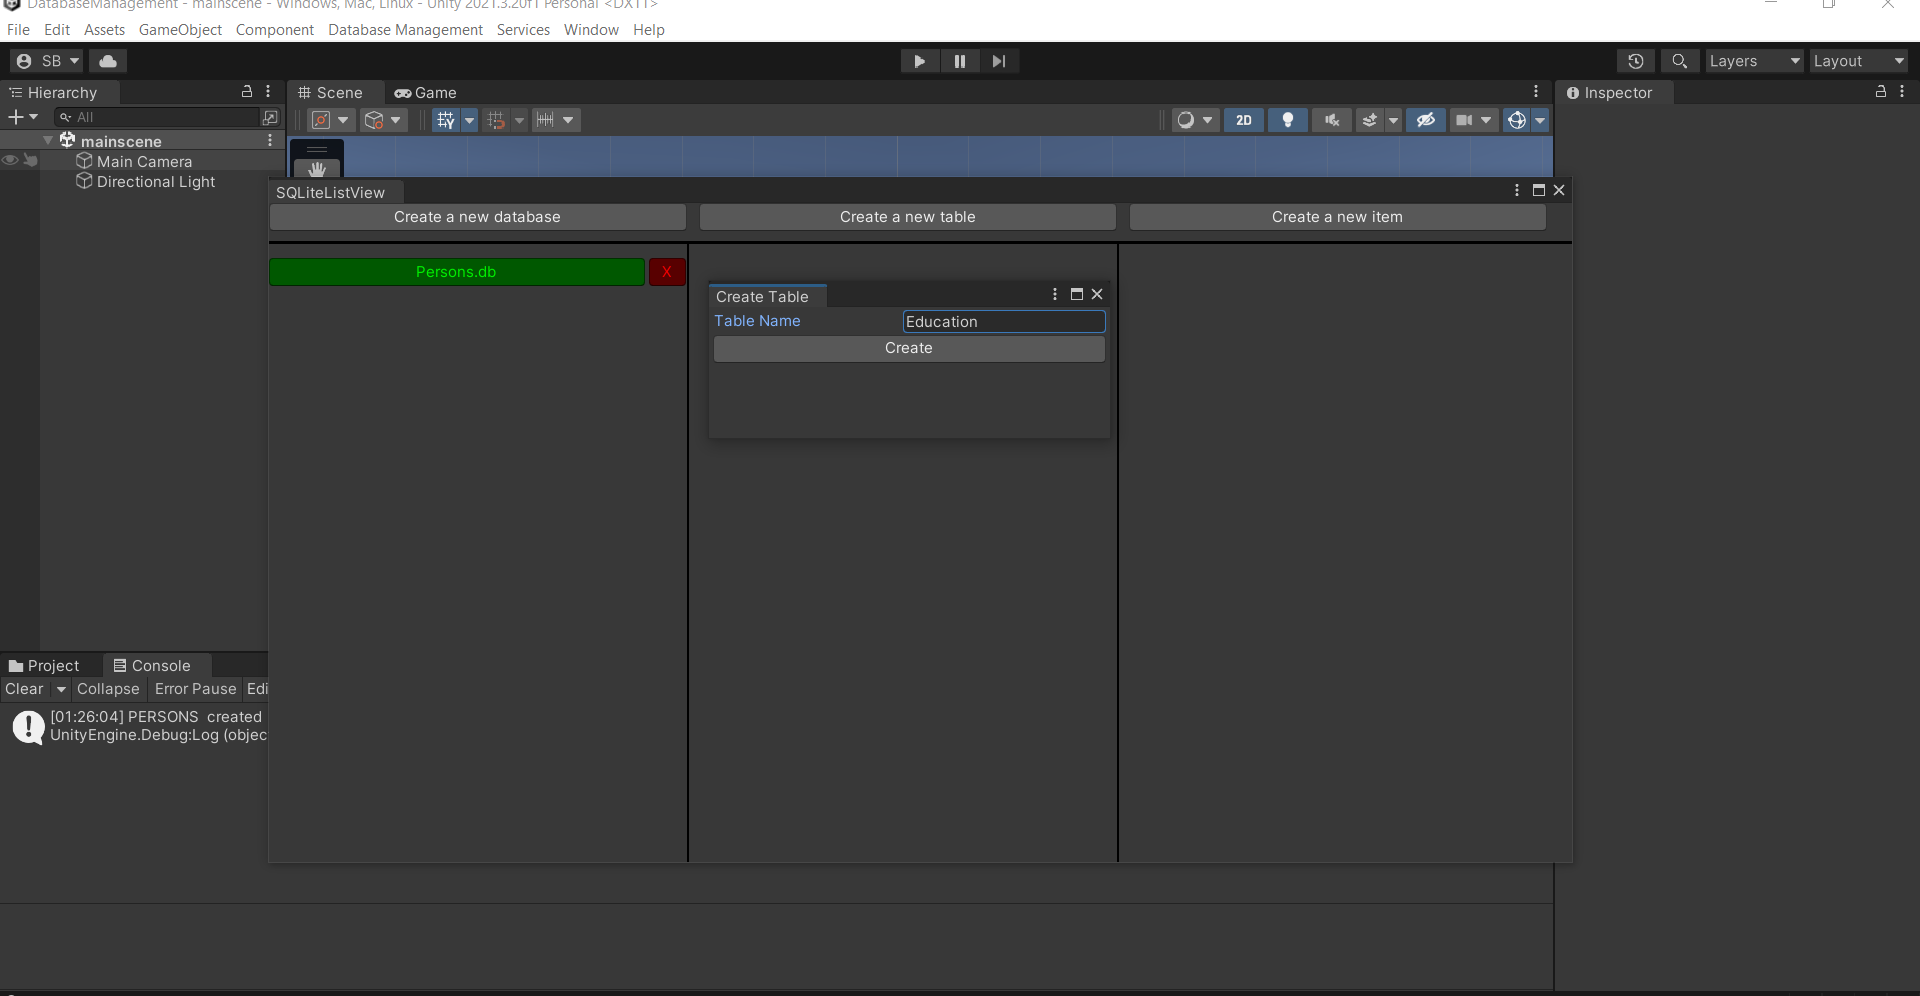 DatabaseManagement - mainscene - Windows, Mac, Linux - Unity 2021.3.20f1 Personal <DX11>
File Edit Assets GameObject Component Database Management Services Window Help
SB Layers Layout
Hierarchy Scene Game Inspector
All 2D
mainscene
Main Camera
Directional Light
SQLiteListView
Create a new database Create a new table Create a new item
Persons.db X
Create Table
Table Name Education
Create
Project Console
Clear Collapse Error Pause Edi
[01:26:04] PERSONS created
UnityEngine.Debug:Log (objec